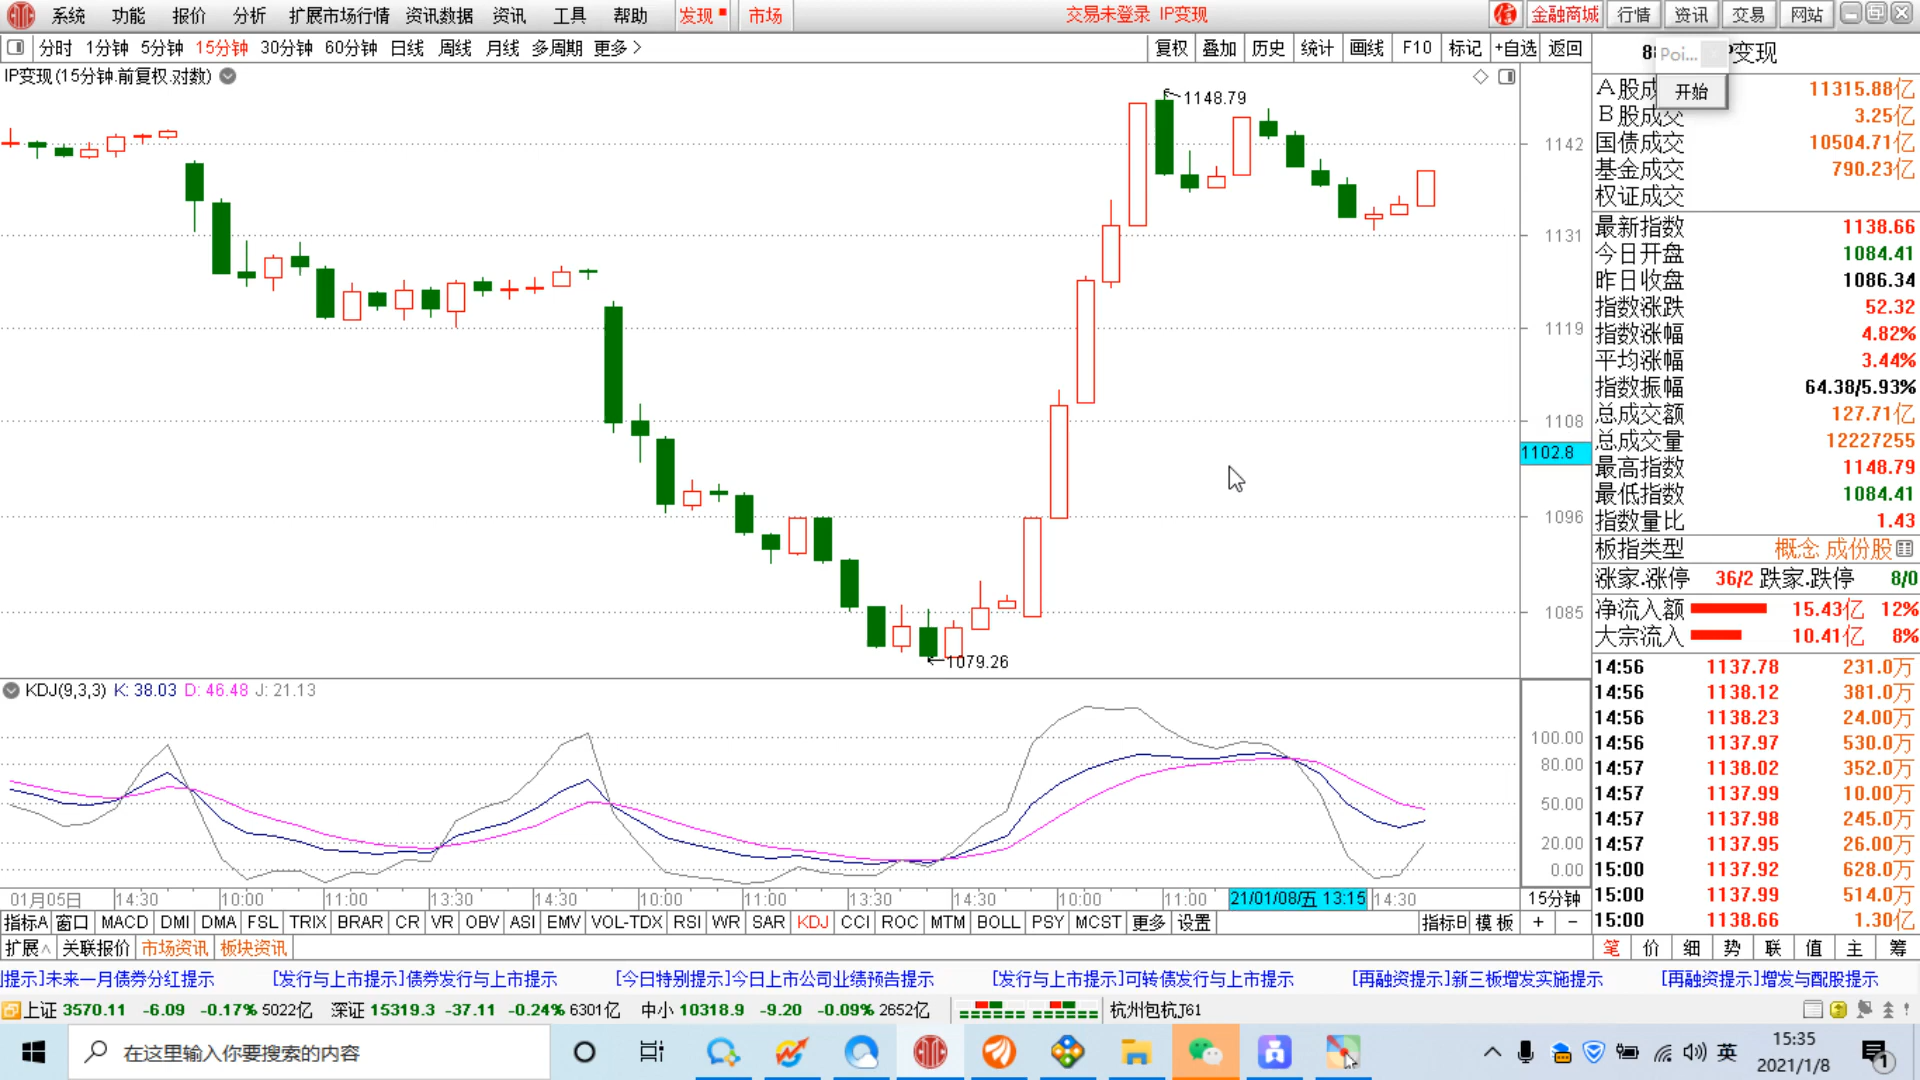 系统 功能 报价 分析 扩展市场行情 资讯数据 资讯 工具 帮助 发现 市场 交易未登录 IP变现 金融商城 行情 资讯 交易 网站
分时 1分钟 5分钟 15分钟 30分钟 60分钟 日线 周线 月线 多周期 更多 复权 叠加 历史 统计 画线 F10 标记 +自选 返回
IP变现(15分钟.前复权.对数)
Poi...
变现
开始
1148.79
1142
1131
1119
1108
1102.8
1096
1085
1079.26
A股成 11315.88亿
B股成交 3.25亿
国债成交 10504.71亿
基金成交 790.23亿
权证成交
最新指数 1138.66
今日开盘 1084.41
昨日收盘 1086.34
指数涨跌 52.32
指数涨幅 4.82%
平均涨幅 3.44%
指数振幅 64.38/5.93%
总成交额 127.71亿
总成交量 12227255
最高指数 1148.79
最低指数 1084.41
指数量比 1.43
板指类型 概念 成份股
涨家.涨停 36/2 跌家.跌停 8/0
净流入额 15.43亿 12%
大宗流入 10.41亿 8%
14:56 1137.78 231.0万
14:56 1138.12 381.0万
14:56 1138.23 24.00万
14:56 1137.97 530.0万
14:57 1138.02 352.0万
14:57 1137.99 10.00万
14:57 1137.98 245.0万
14:57 1137.95 26.00万
15:00 1137.92 628.0万
15:00 1137.99 514.0万
15:00 1138.66 1.30亿
KDJ(9,3,3) K: 38.03 D: 46.48 J: 21.13
100.00
80.00
50.00
20.00
0.00
01月05日 14:30 10:00 11:00 13:30 14:30 10:00 11:00 13:30 14:30 10:00 11:00 21/01/08/五 13:15 14:30 15分钟
指标A 窗口 MACD DMI DMA FSL TRIX BRAR CR VR OBV ASI EMV VOL-TDX RSI WR SAR KDJ CCI ROC MTM BOLL PSY MCST 更多 设置 指标B 模板 + -
扩展^ 关联报价 市场资讯 板块资讯 笔 价 细 势 联 值 主 筹
提示]未来一月债券分红提示 [发行与上市提示]债券发行与上市提示 [今日特别提示]今日上市公司业绩预告提示 [发行与上市提示]可转债发行与上市提示 [再融资提示]新三板增发实施提示 [再融资提示]增发与配股提示
上证 3570.11 -6.09 -0.17% 5022亿 深证 15319.3 -37.11 -0.24% 6301亿 中小 10318.9 -9.20 -0.09% 2652亿 杭州包杭J61
在这里输入你要搜索的内容 英 15:35
2021/1/8
1